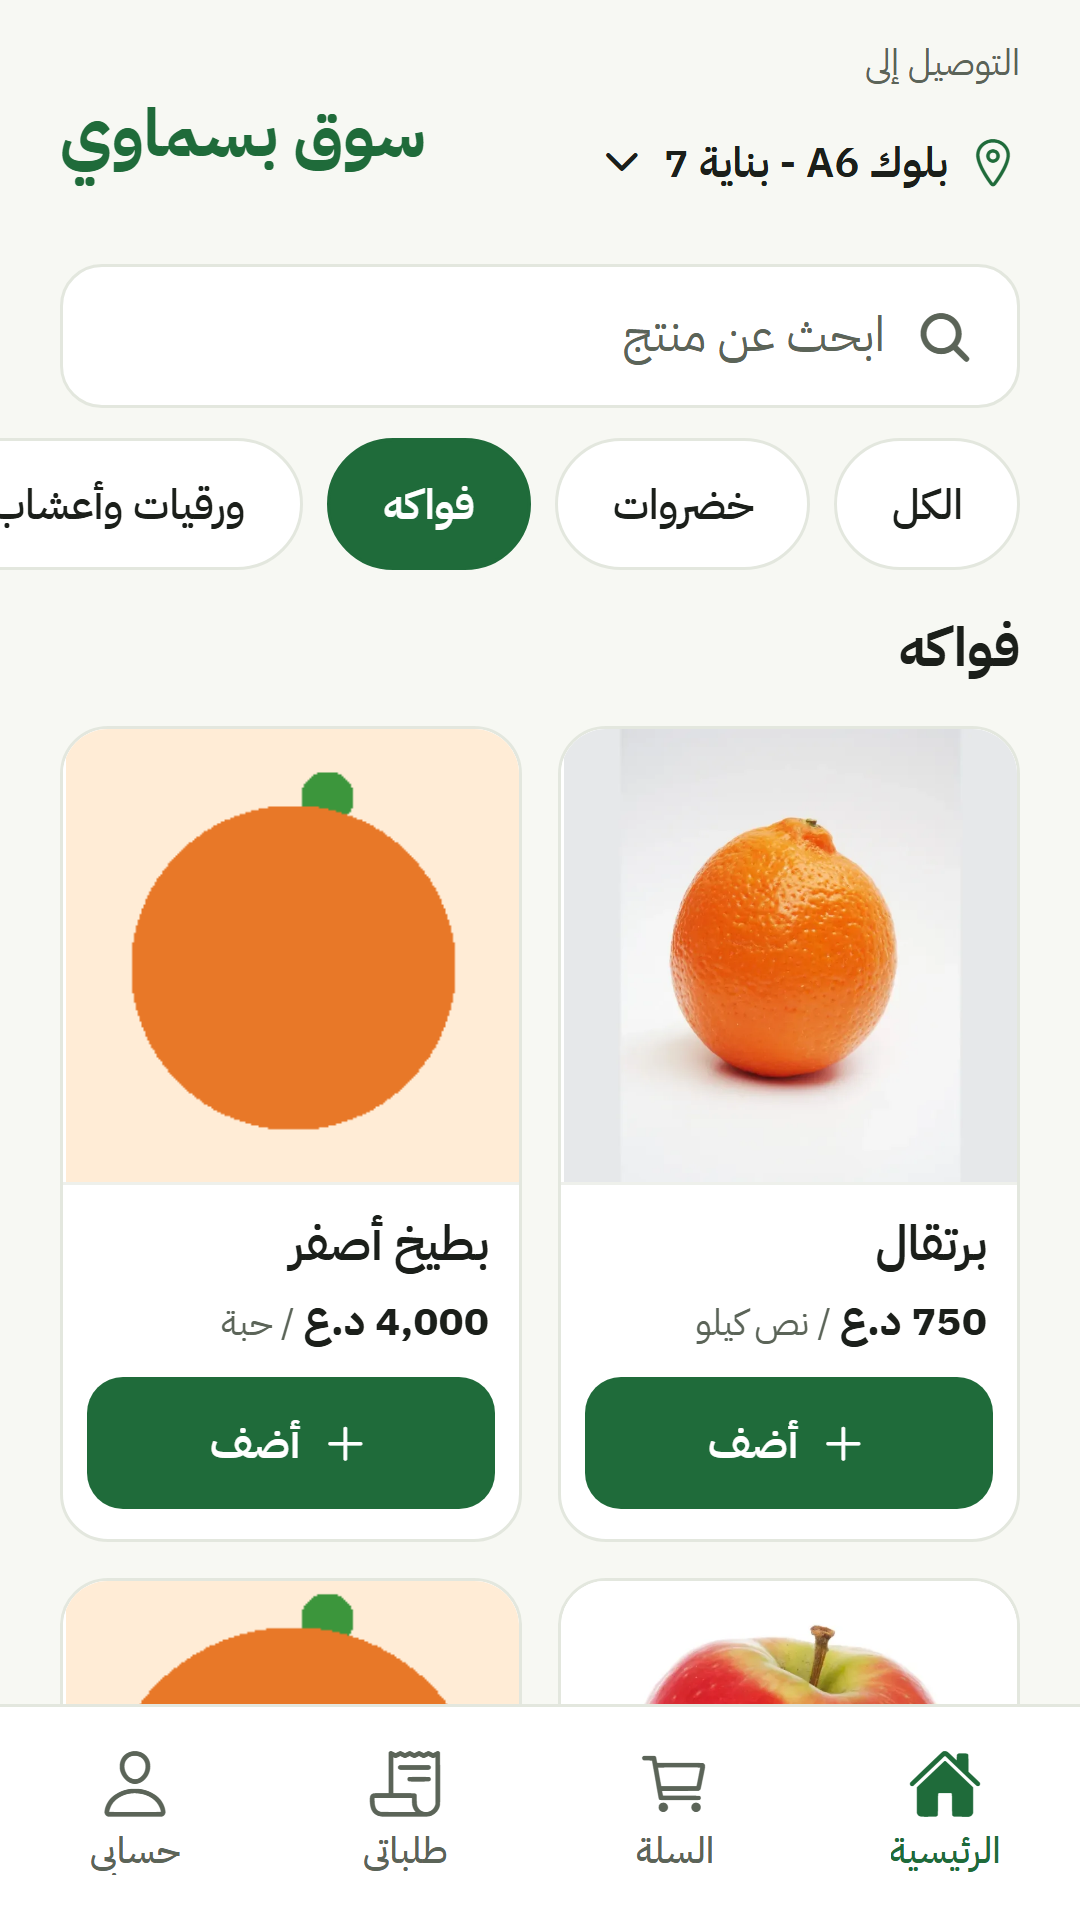 التوصيل إلى
بلوك A6 - بناية 7
سوق بسماوي
ابحث عن منتج
الكل
خضروات
فواكه
ورقيات وأعشاب
فواكه
برتقال
750 د.ع / نص كيلو
أضف
بطيخ أصفر
4,000 د.ع / حبة
أضف
الرئيسية
السلة
طلباتي
حسابي